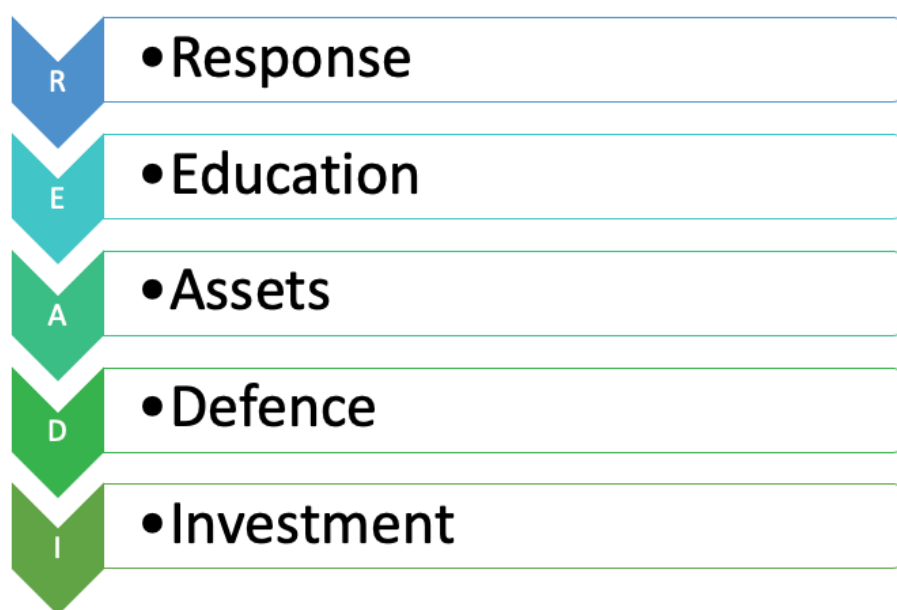 R
•Response
E
•Education
A
•Assets
D
•Defence
I
•Investment